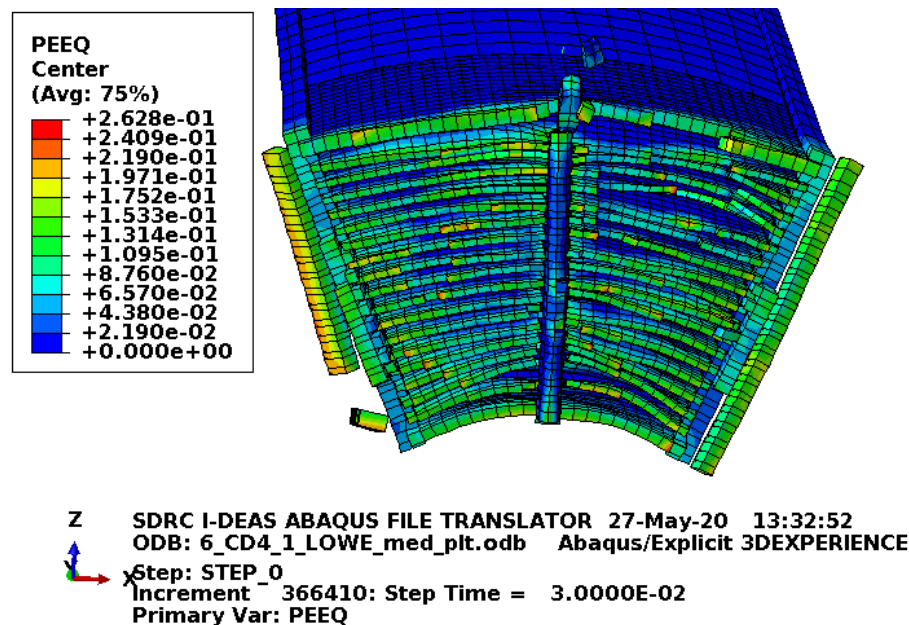 PEEQ
Center
(Avg: 75%)
+2.628e-01
+2.409e-01
+2.190e-01
+1.971e-01
+1.752e-01
+1.533e-01
+1.314e-01
+1.095e-01
+8.760e-02
+6.570e-02
+4.380e-02
+2.190e-02
+0.000e+00
Z
Y
X
SDRC I-DEAS ABAQUS FILE TRANSLATOR 27-May-20 13:32:52
ODB: 6_CD4_1_LOWE_med_plt.odb Abaqus/Explicit 3DEXPERIENCE
Step: STEP_0
Increment 366410: Step Time = 3.0000E-02
Primary Var: PEEQ